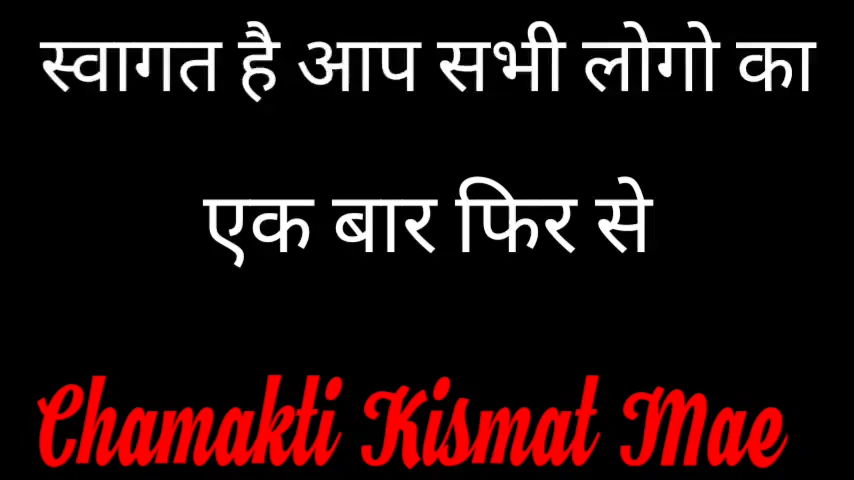 स्वागत है आप सभी लोगो का
एक बार फिर से
Chamakti Kismat Mae